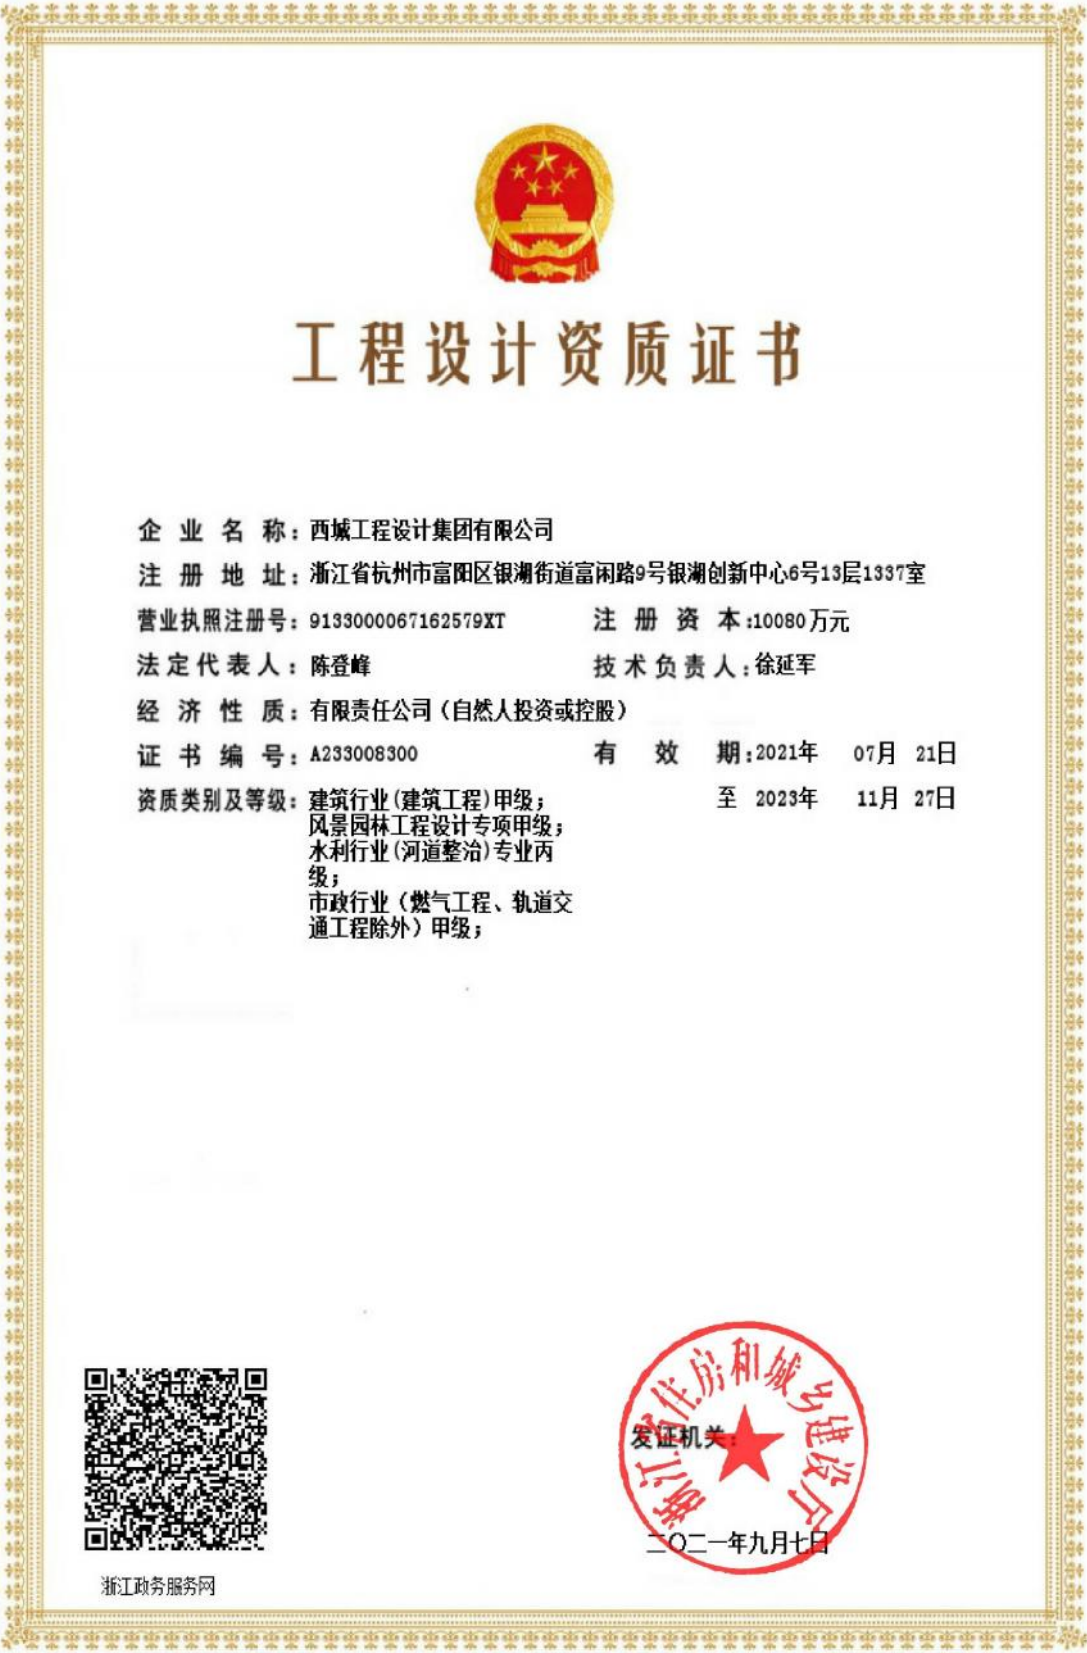 工程设计资质证书
企业名称：西城工程设计集团有限公司
注册地址：浙江省杭州市富阳区银湖街道富闲路9号银湖创新中心6号13层1337室
营业执照注册号：9133000067162579XT 注册资本：10080万元
法定代表人：陈登峰 技术负责人：徐延军
经济性质：有限责任公司（自然人投资或控股）
证书编号：A233008300 有效期：2021年 07月 21日
资质类别及等级：建筑行业(建筑工程)甲级； 至 2023年 11月 27日
风景园林工程设计专项甲级；
水利行业(河道整治)专业丙
级；
市政行业（燃气工程、轨道交
通工程除外）甲级；
浙江省住房和城乡建设厅
发证机关：
二〇二一年九月七日
浙江政务服务网